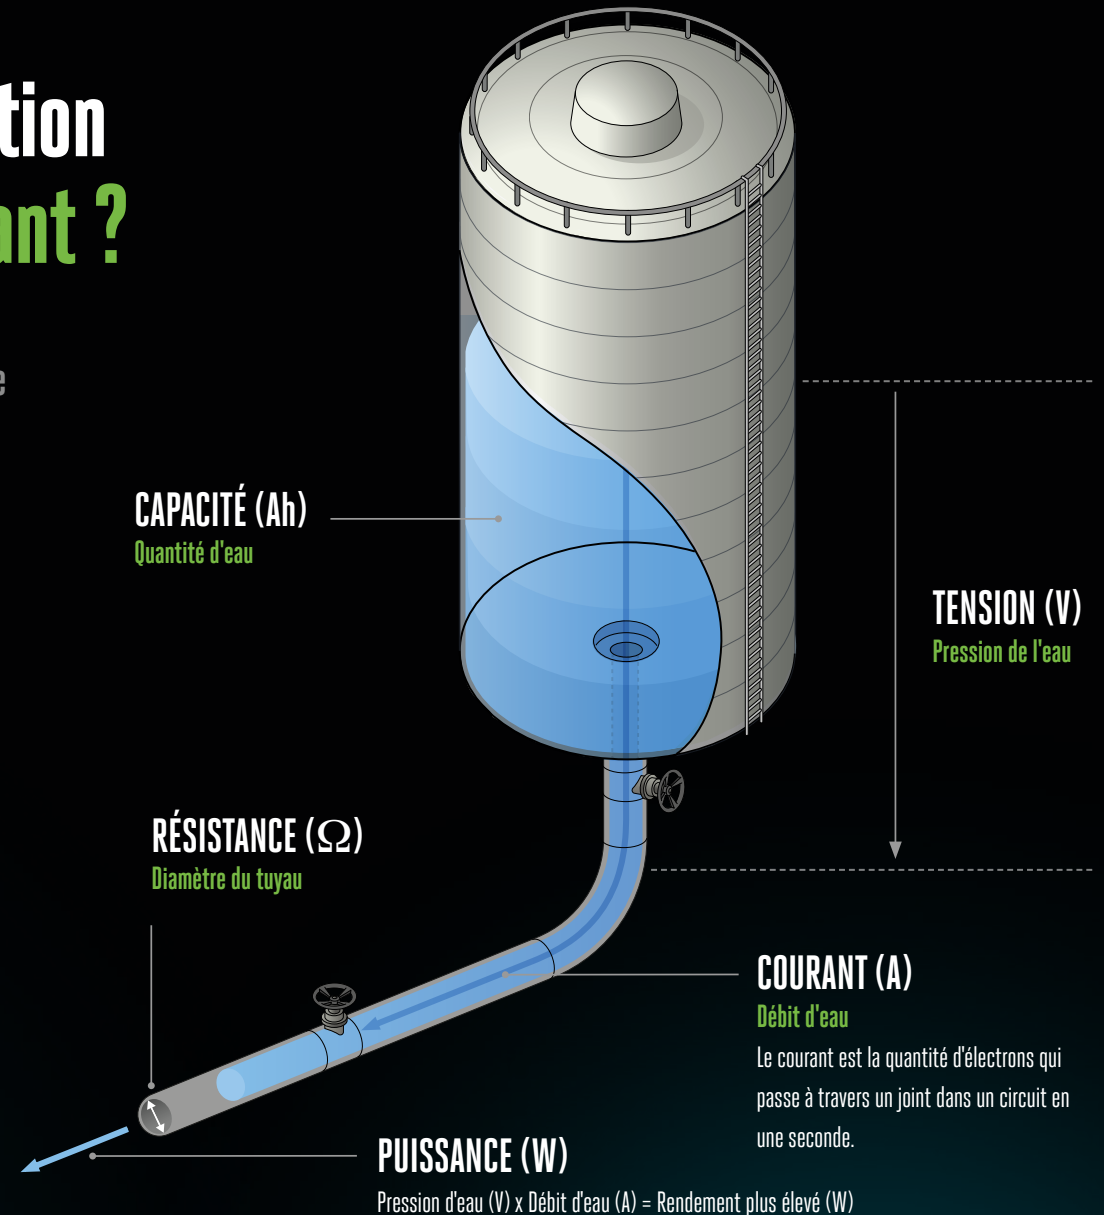 tion
ant ?
e
CAPACITÉ (Ah)
Quantité d'eau
TENSION (V)
Pression de l'eau
RÉSISTANCE (Ω)
Diamètre du tuyau
COURANT (A)
Débit d'eau
Le courant est la quantité d'électrons qui
passe à travers un joint dans un circuit en
une seconde.
PUISSANCE (W)
Pression d'eau (V) x Débit d'eau (A) = Rendement plus élevé (W)